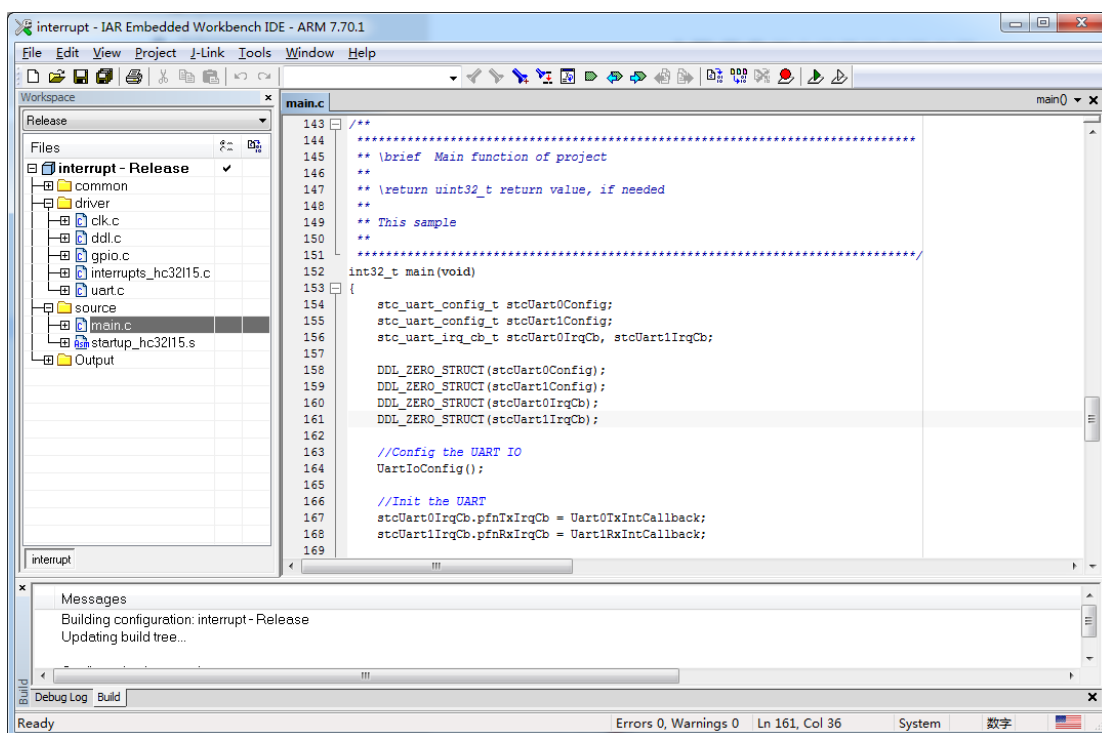 interrupt - IAR Embedded Workbench IDE - ARM 7.70.1
File Edit View Project J-Link Tools Window Help
Workspace
Release
Files
interrupt - Release
common
driver
clk.c
ddl.c
gpio.c
interrupts_hc32l15.c
uart.c
source
main.c
startup_hc32l15.s
Output
interrupt
main.c
main()
143 /**
144 ******************************************************************************
145 ** \brief  Main function of project
146 **
147 ** \return uint32_t return value, if needed
148 **
149 ** This sample
150 **
151 ******************************************************************************/
152 int32_t main(void)
153 {
154     stc_uart_config_t stcUart0Config;
155     stc_uart_config_t stcUart1Config;
156     stc_uart_irq_cb_t stcUart0IrqCb, stcUart1IrqCb;
157
158     DDL_ZERO_STRUCT(stcUart0Config);
159     DDL_ZERO_STRUCT(stcUart1Config);
160     DDL_ZERO_STRUCT(stcUart0IrqCb);
161     DDL_ZERO_STRUCT(stcUart1IrqCb);
162
163     //Config the UART IO
164     UartIoConfig();
165
166     //Init the UART
167     stcUart0IrqCb.pfnTxIrqCb = Uart0TxIntCallback;
168     stcUart1IrqCb.pfnRxIrqCb = Uart1RxIntCallback;
169
Messages
Building configuration: interrupt - Release
Updating build tree...
Build
Debug Log Build
Ready
Errors 0, Warnings 0
Ln 161, Col 36
System
数字